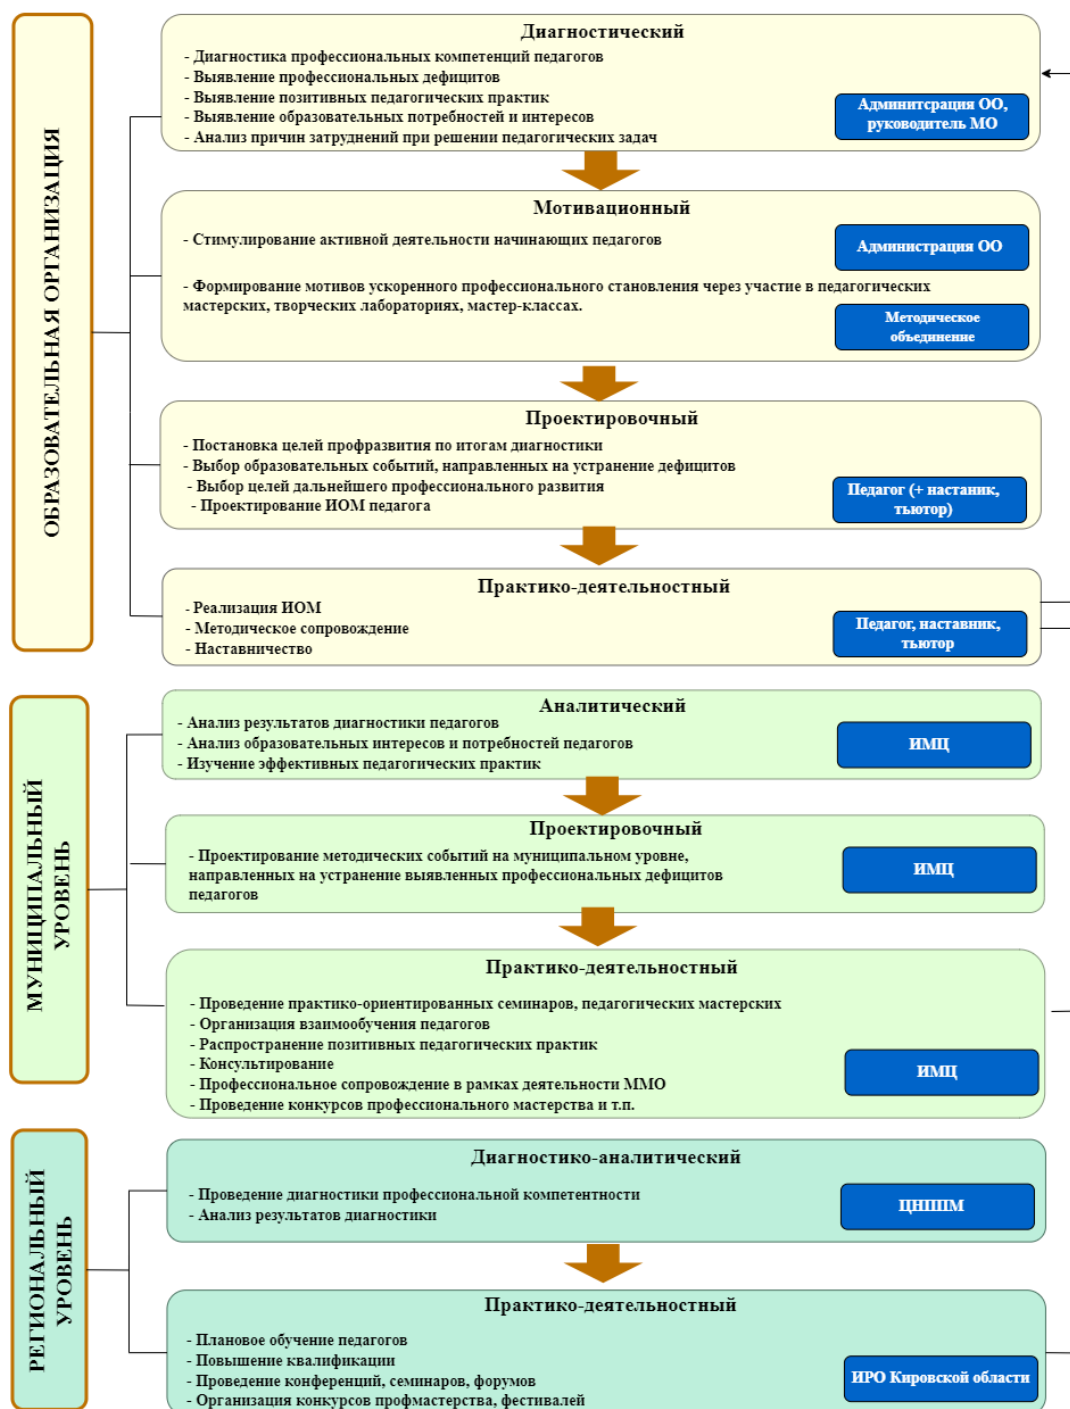 ОБРАЗОВАТЕЛЬНАЯ ОРГАНИЗАЦИЯ
Диагностический
- Диагностика профессиональных компетенций педагогов
- Выявление профессиональных дефицитов
- Выявление позитивных педагогических практик
- Выявление образовательных потребностей и интересов
- Анализ причин затруднений при решении педагогических задач
Админитсрация ОО,
руководитель МО
Мотивационный
- Стимулирование активной деятельности начинающих педагогов
Администрация ОО
- Формирование мотивов ускоренного профессионального становления через участие в педагогических
мастерских, творческих лабораториях, мастер-классах.
Методическое
объединение
Проектировочный
- Постановка целей профразвития по итогам диагностики
- Выбор образовательных событий, направленных на устранение дефицитов
- Выбор целей дальнейшего профессионального развития
- Проектирование ИОМ педагога
Педагог (+ настаник,
тьютор)
Практико-деятельностный
- Реализация ИОМ
- Методическое сопровождение
- Наставничество
Педагог, наставник,
тьютор
МУНИЦИПАЛЬНЫЙ
УРОВЕНЬ
Аналитический
- Анализ результатов диагностики педагогов
- Анализ образовательных интересов и потребностей педагогов
- Изучение эффективных педагогических практик
ИМЦ
Проектировочный
- Проектирование методических событий на муниципальном уровне,
направленных на устранение выявленных профессиональных дефицитов
педагогов
ИМЦ
Практико-деятельностный
- Проведение практико-ориентированных семинаров, педагогических мастерских
- Организация взаимообучения педагогов
- Распространение позитивных педагогических практик
- Консультирование
- Профессиональное сопровождение в рамках деятельности ММО
- Проведение конкурсов профессионального мастерства и т.п.
ИМЦ
РЕГИОНАЛЬНЫЙ
УРОВЕНЬ
Диагностико-аналитический
- Проведение диагностики профессиональной компетентности
- Анализ результатов диагностики
ЦНППМ
Практико-деятельностный
- Плановое обучение педагогов
- Повышение квалификации
- Проведение конференций, семинаров, форумов
- Организация конкурсов профмастерства, фестивалей
ИРО Кировской области